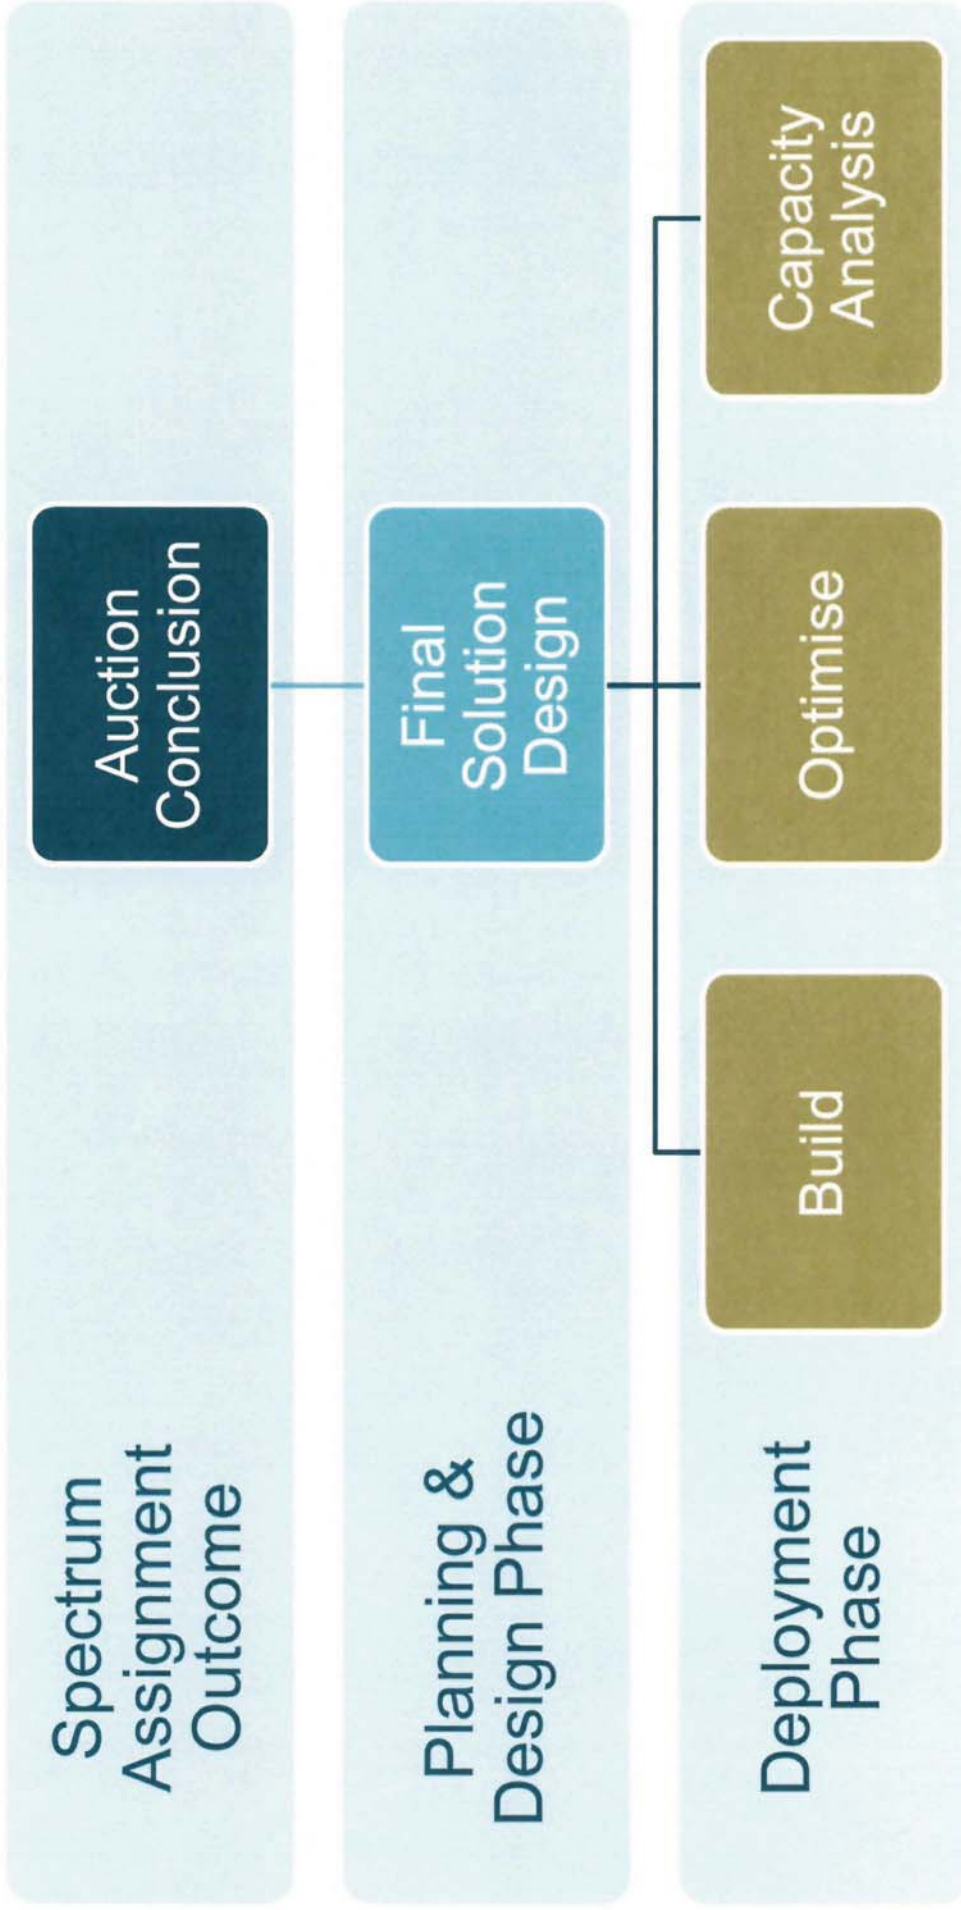 Spectrum
Assignment
Outcome
Auction
Conclusion
Planning &
Design Phase
Final
Solution
Design
Deployment
Phase
Build
Optimise
Capacity
Analysis